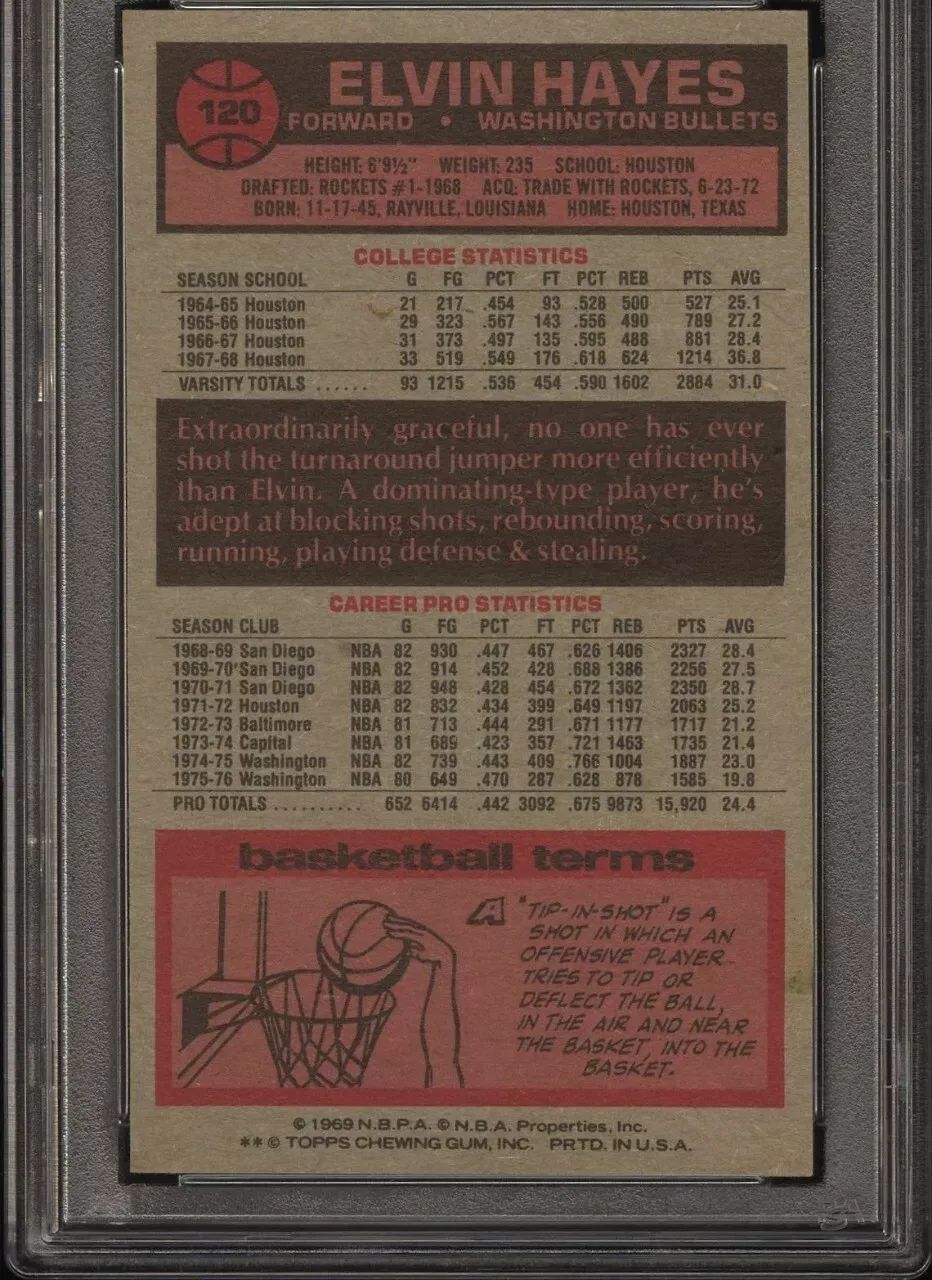 120
ELVIN HAYES
FORWARD • WASHINGTON BULLETS
HEIGHT: 6'9½" WEIGHT: 235 SCHOOL: HOUSTON
DRAFTED: ROCKETS #1-1968 ACQ: TRADE WITH ROCKETS, 6-23-72
BORN: 11-17-45, RAYVILLE, LOUISIANA HOME: HOUSTON, TEXAS
COLLEGE STATISTICS
SEASON SCHOOL G FG PCT FT PCT REB PTS AVG
1964-65 Houston 21 217 .454 93 .528 500 527 25.1
1965-66 Houston 29 323 .567 143 .556 490 789 27.2
1966-67 Houston 31 373 .497 135 .595 488 881 28.4
1967-68 Houston 33 519 .549 176 .618 624 1214 36.8
VARSITY TOTALS ...... 93 1215 .536 454 .590 1602 2884 31.0
Extraordinarily graceful, no one has ever
shot the turnaround jumper more efficiently
than Elvin. A dominating-type player, he's
adept at blocking shots, rebounding, scoring,
running, playing defense & stealing.
CAREER PRO STATISTICS
SEASON CLUB G FG PCT FT PCT REB PTS AVG
1968-69 San Diego NBA 82 930 .447 467 .626 1406 2327 28.4
1969-70 San Diego NBA 82 914 .452 428 .688 1386 2256 27.5
1970-71 San Diego NBA 82 948 .428 454 .672 1362 2350 28.7
1971-72 Houston NBA 82 832 .434 399 .649 1197 2063 25.2
1972-73 Baltimore NBA 81 713 .444 291 .671 1177 1717 21.2
1973-74 Capital NBA 81 689 .423 357 .721 1463 1735 21.4
1974-75 Washington NBA 82 739 .443 409 .766 1004 1887 23.0
1975-76 Washington NBA 80 649 .470 287 .628 878 1585 19.8
PRO TOTALS .......... 652 6414 .442 3092 .675 9873 15,920 24.4
basketball terms
A "TIP-IN-SHOT" IS A
SHOT IN WHICH AN
OFFENSIVE PLAYER
TRIES TO TIP OR
DEFLECT THE BALL,
IN THE AIR AND NEAR
THE BASKET, INTO THE
BASKET.
© 1969 N.B.P.A. © N.B.A. Properties, Inc.
** © TOPPS CHEWING GUM, INC. PRTD. IN U.S.A.